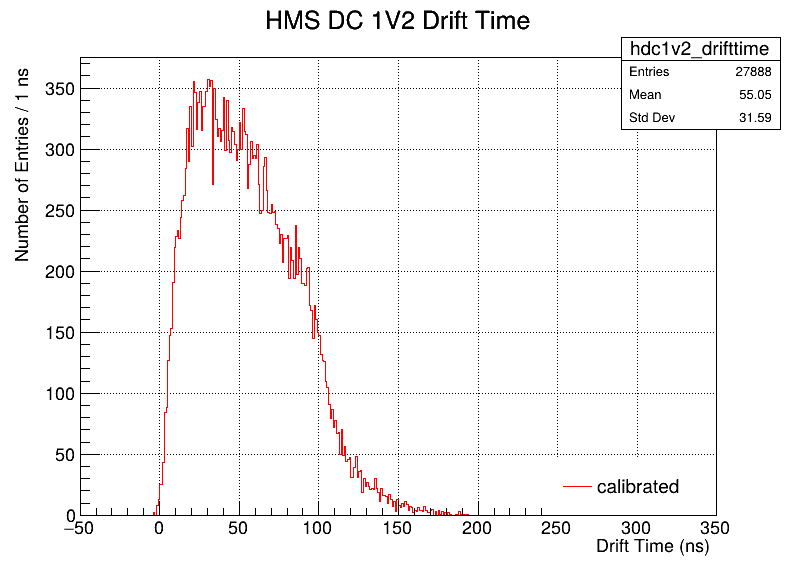 HMS DC 1V2 Drift Time
hdc1v2_drifttime
Entries 27888
Mean 55.05
Std Dev 31.59
Number of Entries / 1 ns
350
300
250
200
150
100
50
0
−50 0 50 100 150 200 250 300 350
Drift Time (ns)
calibrated